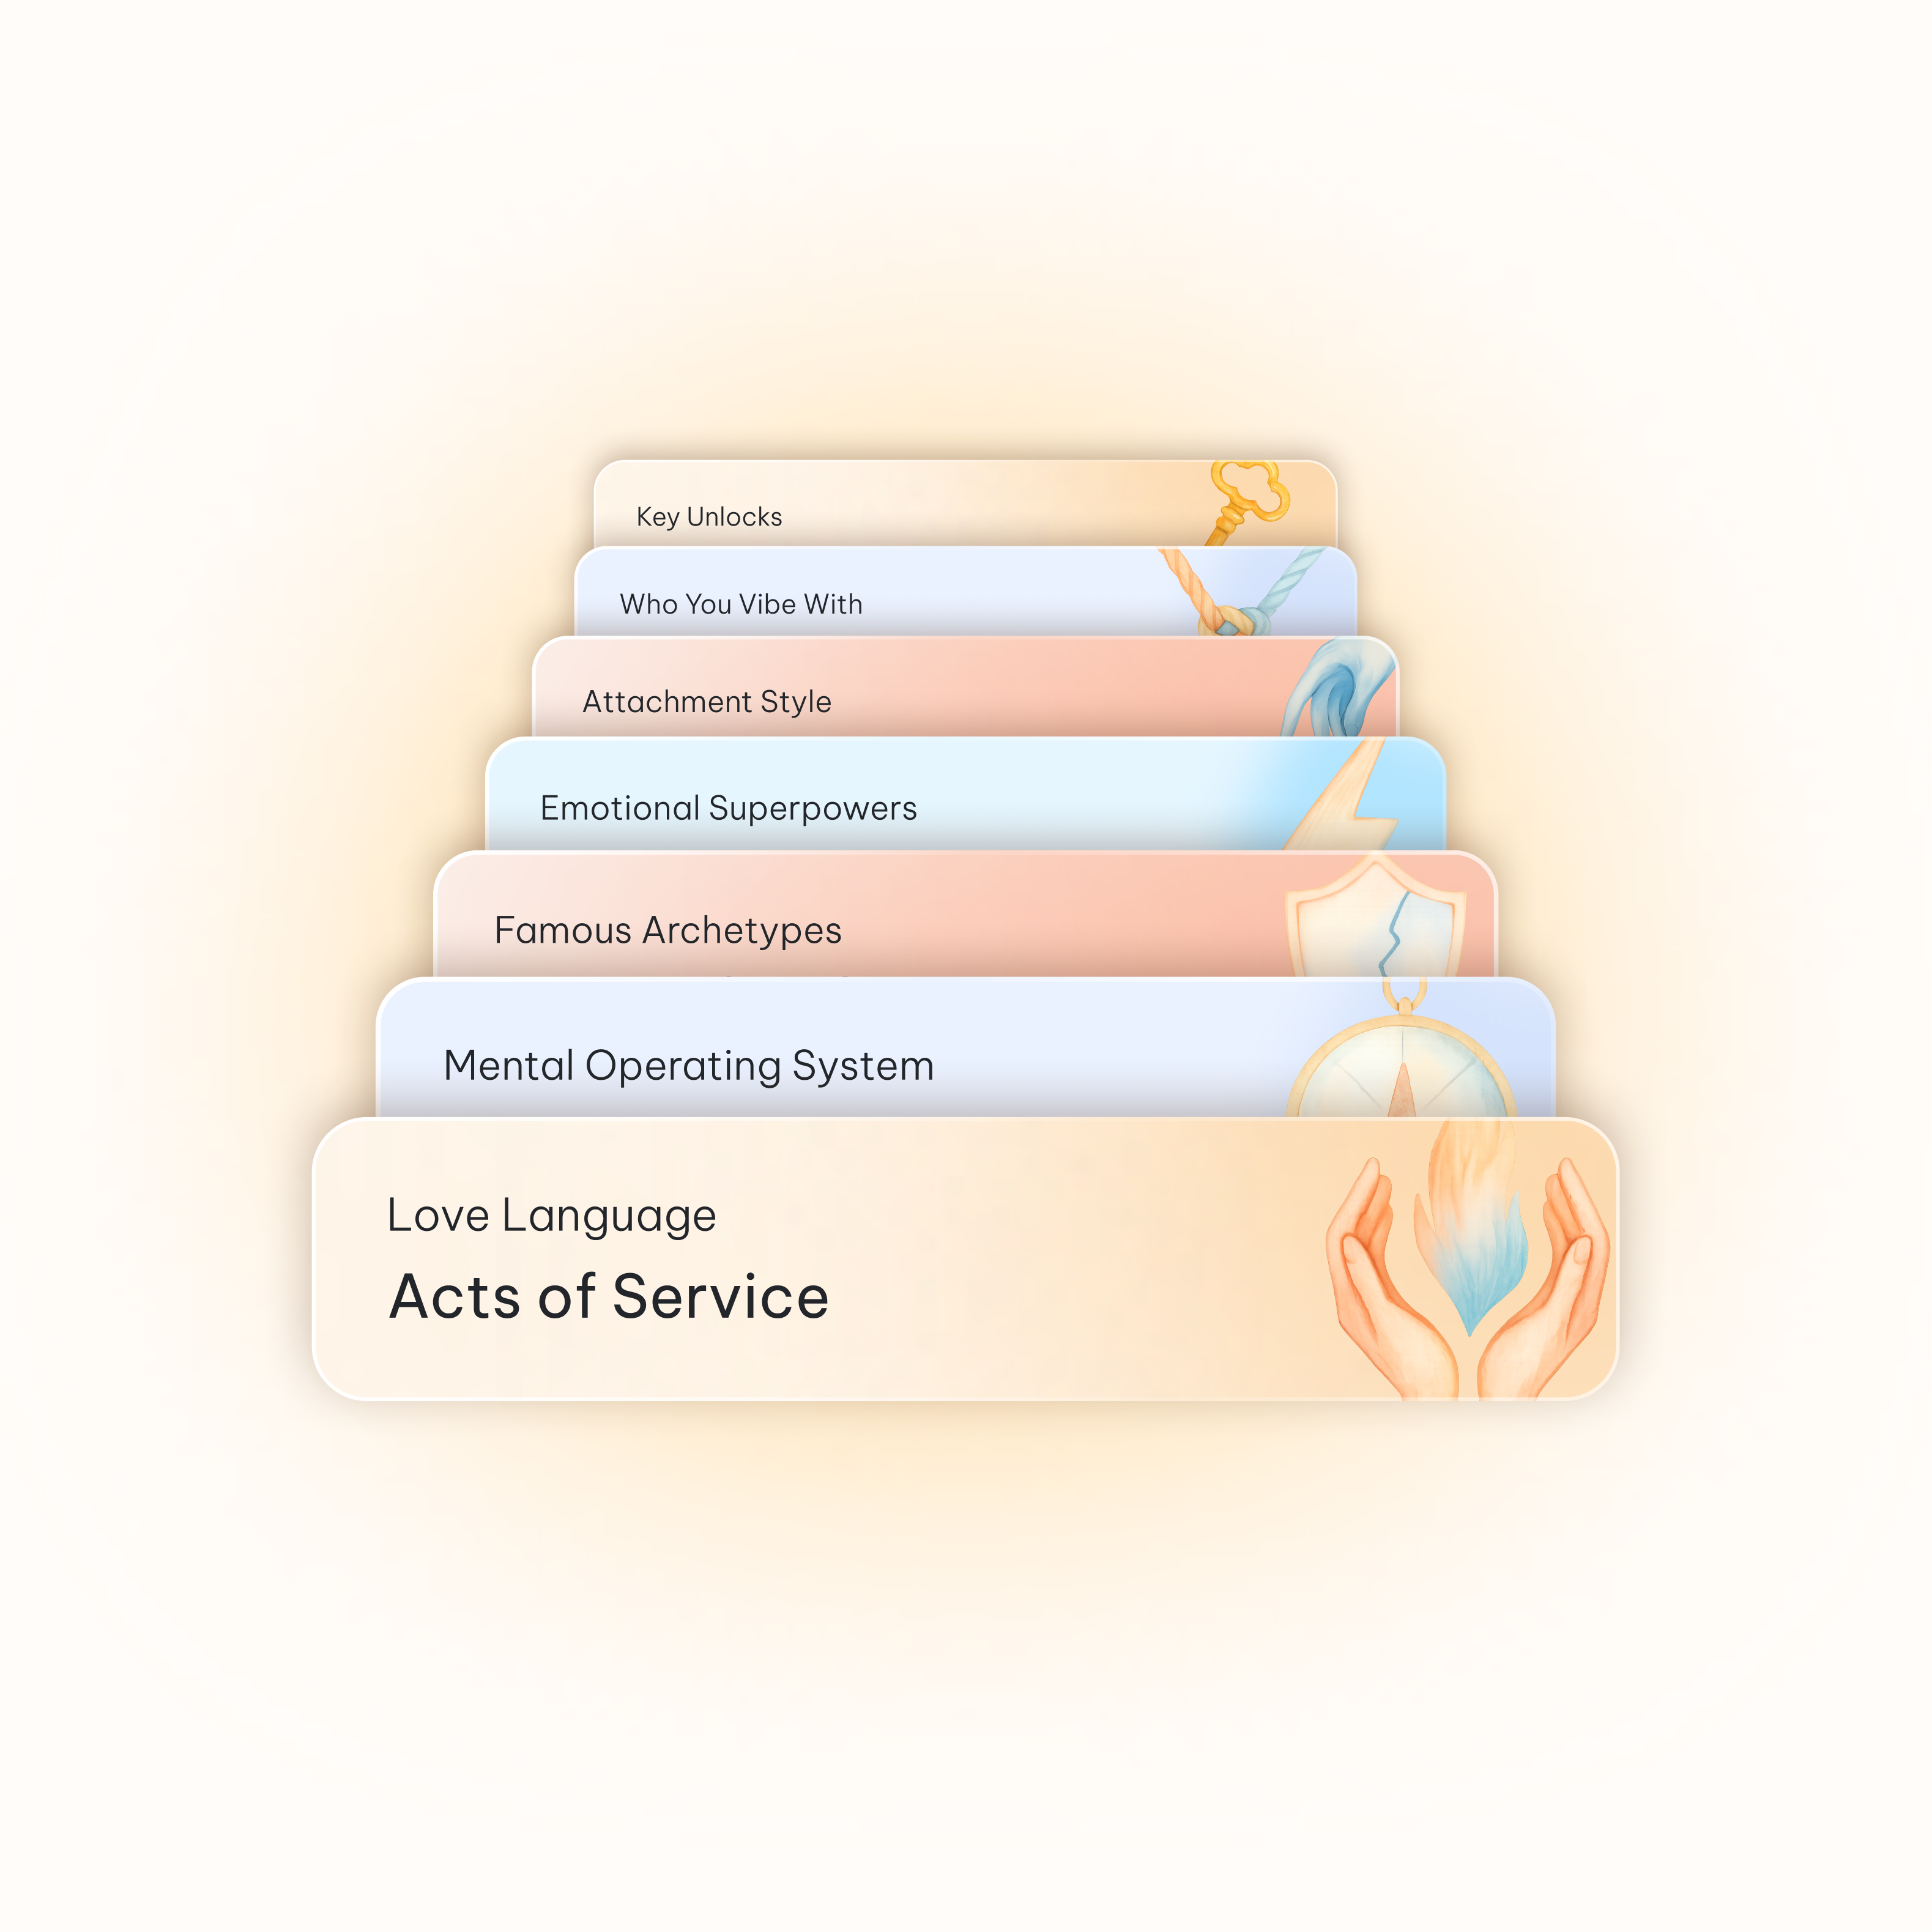 Key Unlocks
Who You Vibe With
Attachment Style
Emotional Superpowers
Famous Archetypes
Mental Operating System
Love Language
Acts of Service